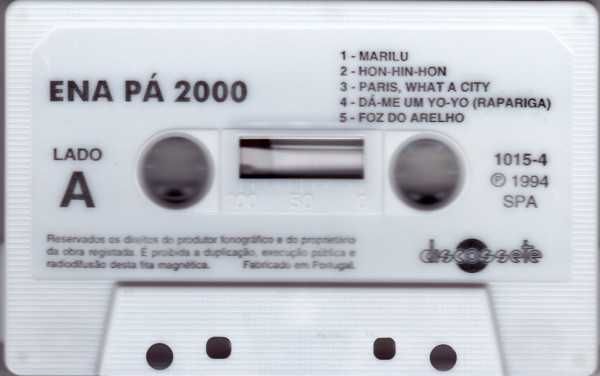 ENA PÁ 2000
1 - MARILU
2 - HON-HIN-HON
3 - PARIS, WHAT A CITY
4 - DÁ-ME UM YO-YO (RAPARIGA)
5 - FOZ DO ARELHO
LADO
A
100 50 0
1015-4
Ⓟ 1994
SPA
Reservados os direitos do produtor fonográfico e do proprietário
da obra registada. É proibida a duplicação, execução pública e
radiodifusão desta fita magnética. Fabricado em Portugal.
discossete